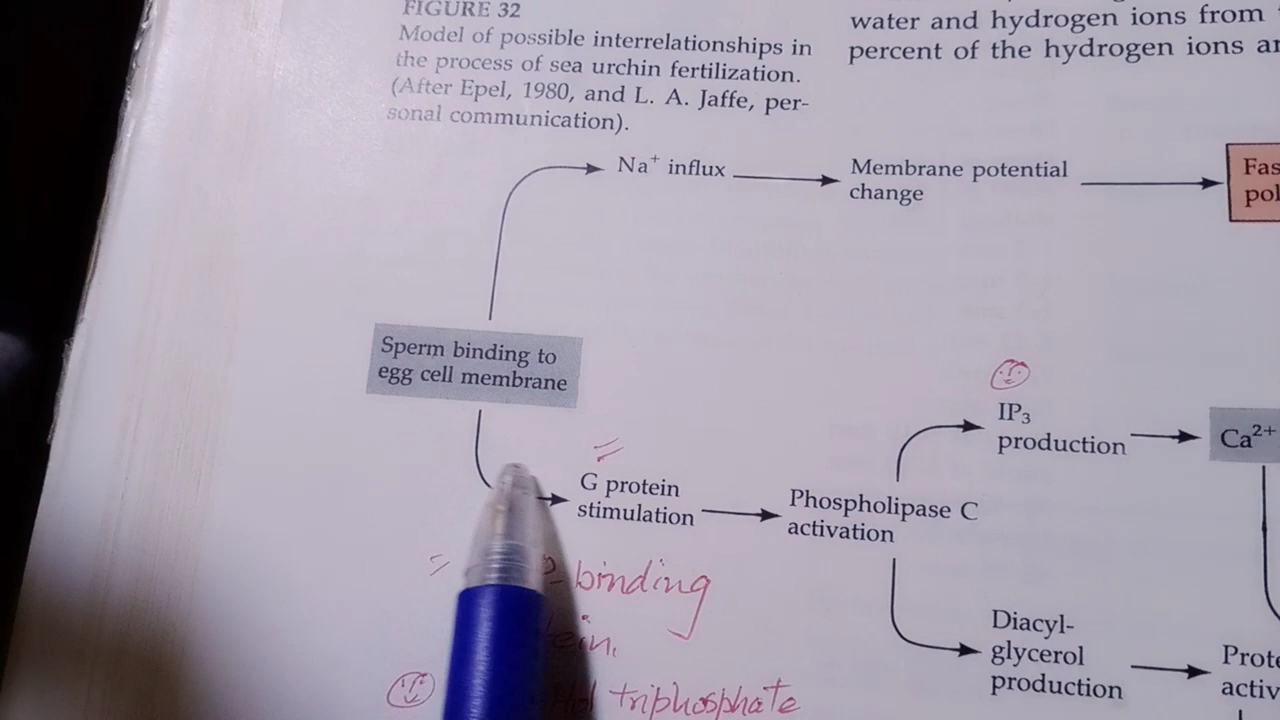 FIGURE 32
Model of possible interrelationships in
the process of sea urchin fertilization.
(After Epel, 1980, and L. A. Jaffe, per-
sonal communication).
water and hydrogen ions from
percent of the hydrogen ions
Na⁺ influx
Membrane potential
change
Sperm binding to
egg cell membrane
IP₃
production
Ca²⁺
G protein
stimulation
Phospholipase C
activation
binding
Diacyl-
glycerol
production
triphosphate